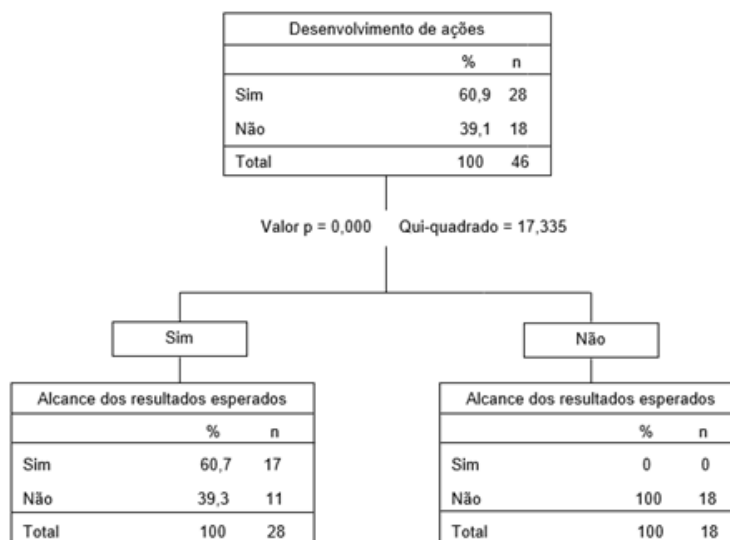 Desenvolvimento de ações
% n
Sim 60,9 28
Não 39,1 18
Total 100 46
Valor p = 0,000 Qui-quadrado = 17,335
Sim
Não
Alcance dos resultados esperados
% n
Sim 60,7 17
Não 39,3 11
Total 100 28
Alcance dos resultados esperados
% n
Sim 0 0
Não 100 18
Total 100 18